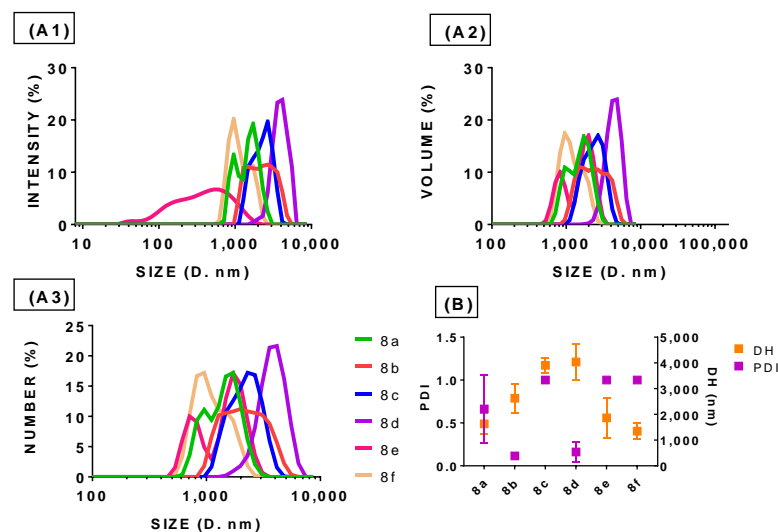 (A1)
30
20
10
0
INTENSITY (%)
10
100
1,000
10,000
SIZE (D. nm)
(A2)
30
20
10
0
VOLUME (%)
100
1,000
10,000
100,000
SIZE (D. nm)
(A3)
25
20
15
10
5
0
NUMBER (%)
100
1,000
10,000
SIZE (D. nm)
8a
8b
8c
8d
8e
8f
(B)
1.5
1.0
0.5
0.0
PDI
5,000
4,000
3,000
2,000
1,000
0
DH (nm)
8a
8b
8c
8d
8e
8f
DH
PDI